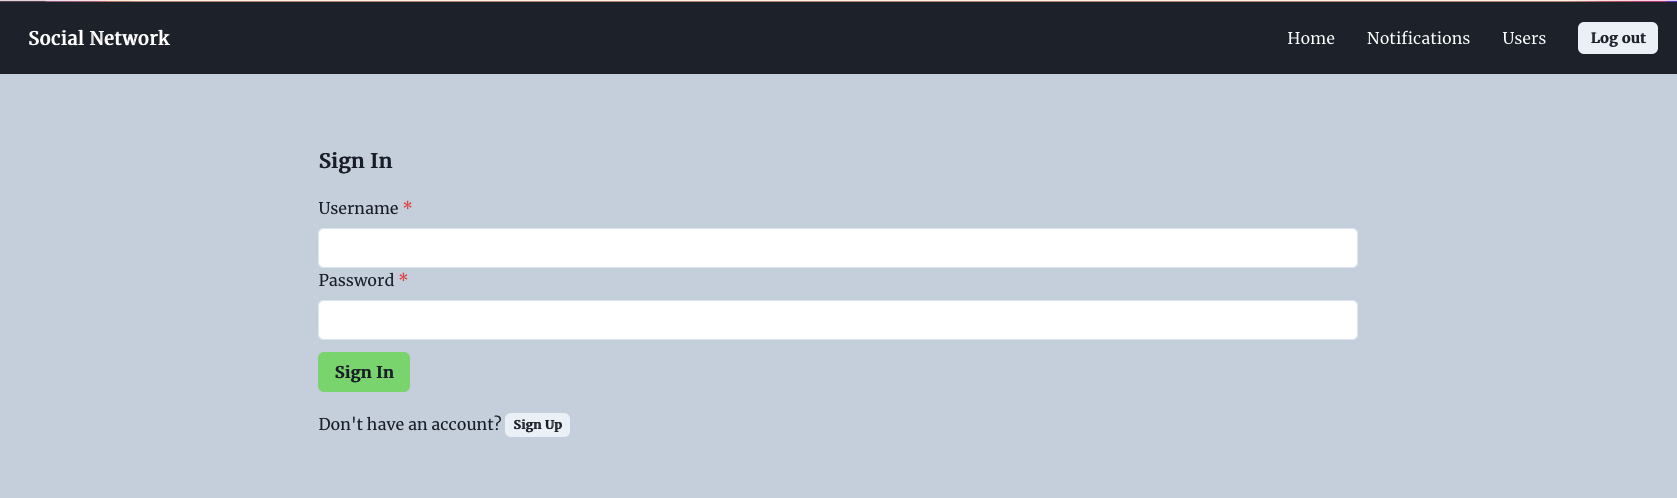 Social Network
Home Notifications Users Log out
Sign In
Username *
Password *
Sign In
Don't have an account? Sign Up